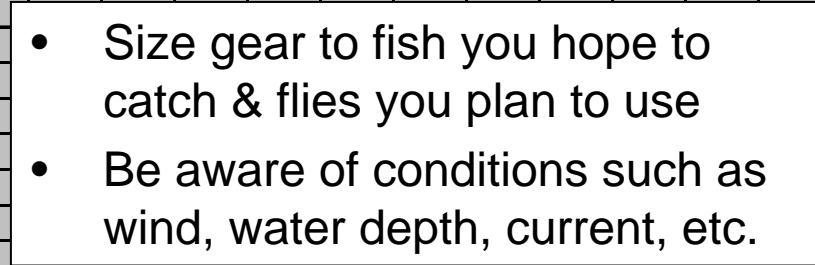 • Size gear to fish you hope to
catch & flies you plan to use
• Be aware of conditions such as
wind, water depth, current, etc.